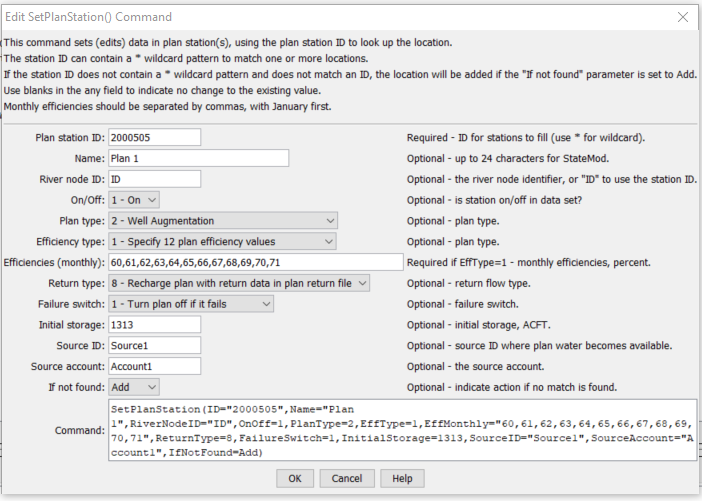 Edit SetPlanStation() Command
This command sets (edits) data in plan station(s), using the plan station ID to look up the location.
The station ID can contain a * wildcard pattern to match one or more locations.
If the station ID does not contain a * wildcard pattern and does not match an ID, the location will be added if the "If not found" parameter is set to Add.
Use blanks in the any field to indicate no change to the existing value.
Monthly efficiencies should be separated by commas, with January first.
Plan station ID: 2000505 Required - ID for stations to fill (use * for wildcard).
Name: Plan 1 Optional - up to 24 characters for StateMod.
River node ID: ID Optional - the river node identifier, or "ID" to use the station ID.
On/Off: 1 - On Optional - is station on/off in data set?
Plan type: 2 - Well Augmentation Optional - plan type.
Efficiency type: 1 - Specify 12 plan efficiency values Optional - plan type.
Efficiencies (monthly): 60,61,62,63,64,65,66,67,68,69,70,71 Required if EffType=1 - monthly efficiencies, percent.
Return type: 8 - Recharge plan with return data in plan return file Optional - return flow type.
Failure switch: 1 - Turn plan off if it fails Optional - failure switch.
Initial storage: 1313 Optional - initial storage, ACFT.
Source ID: Source1 Optional - source ID where plan water becomes available.
Source account: Account1 Optional - the source account.
If not found: Add Optional - indicate action if no match is found.
SetPlanStation(ID="2000505",Name="Plan
1",RiverNodeID="ID",OnOff=1,PlanType=2,EffType=1,EffMonthly="60,61,62,63,64,65,66,67,68,69,
Command: 70,71",ReturnType=8,FailureSwitch=1,InitialStorage=1313,SourceID="Source1",SourceAccount="A
ccount1",IfNotFound=Add)
OK Cancel Help